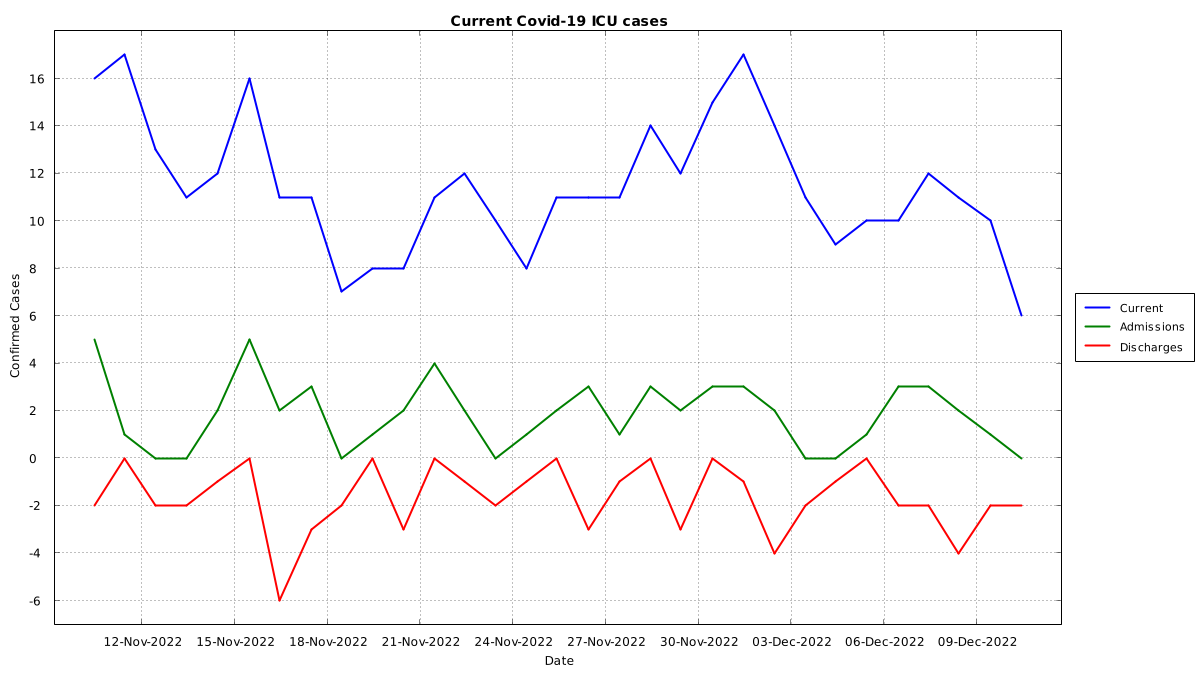 Current Covid-19 ICU cases
16
14
12
10
8
6
4
2
0
-2
-4
-6
Confirmed Cases
12-Nov-2022 15-Nov-2022 18-Nov-2022 21-Nov-2022 24-Nov-2022 27-Nov-2022 30-Nov-2022 03-Dec-2022 06-Dec-2022 09-Dec-2022
Date
Current
Admissions
Discharges